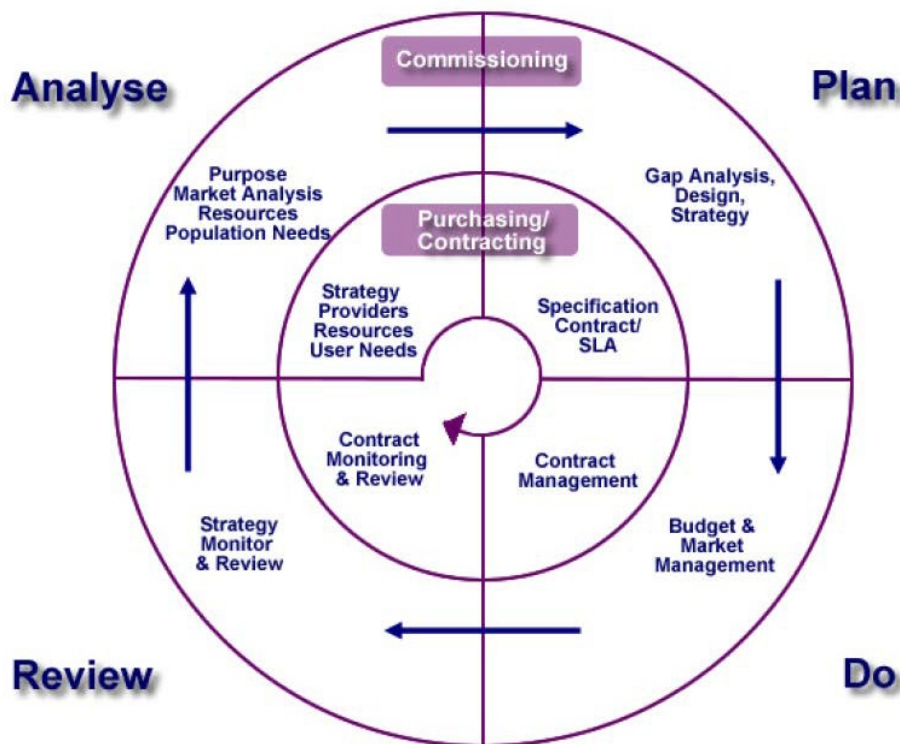 Commissioning
Analyse
Plan
Purpose
Market Analysis
Resources
Population Needs
Gap Analysis,
Design,
Strategy
Purchasing/
Contracting
Strategy
Providers
Resources
User Needs
Specification
Contract/
SLA
Contract
Monitoring
& Review
Contract
Management
Strategy
Monitor
& Review
Budget &
Market
Management
Review
Do